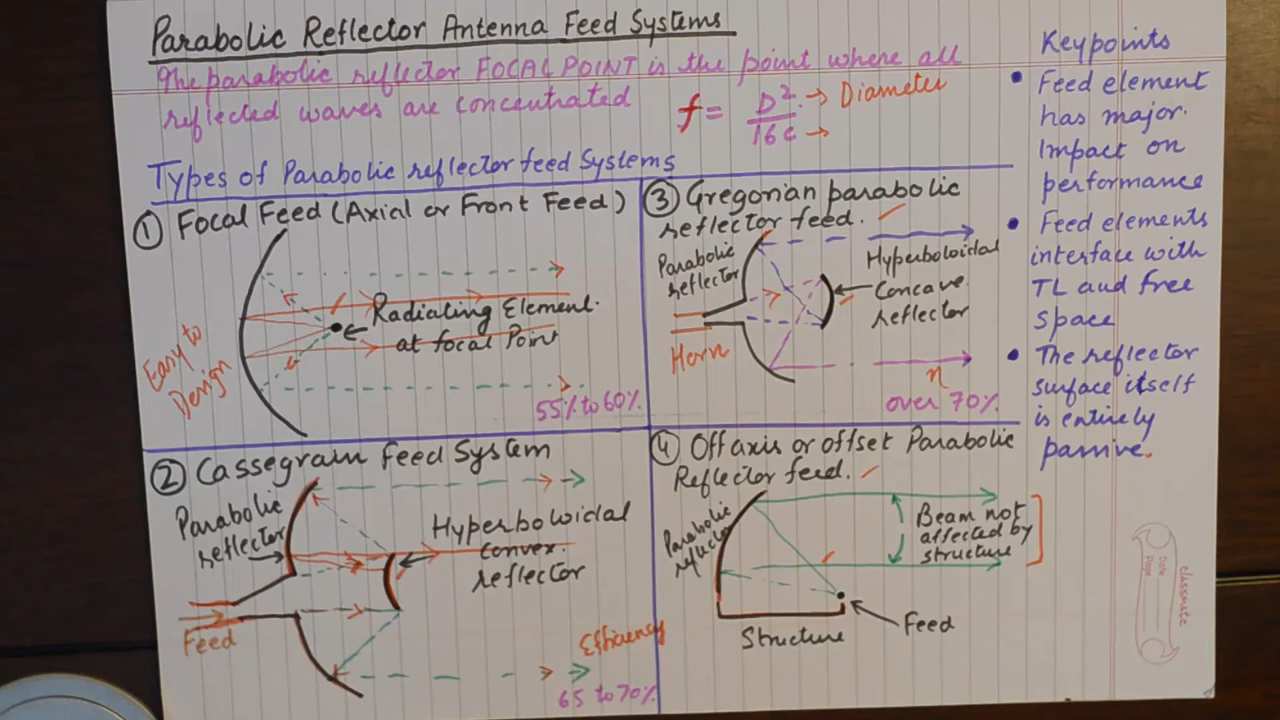 Parabolic Reflector Antenna Feed Systems
The parabolic reflector FOCAL POINT is the point where all
reflected waves are concentrated
f = D²/16c → Diameter
→
Types of Parabolic reflector feed Systems
① Focal Feed (Axial or Front Feed)
Radiating Element
at focal Point
Easy to
Design
55% to 60%
② Cassegrain feed System
Parabolic
reflector
Hyperboloidal
Convex
reflector
Feed
Efficiency
65 to 70%
③ Gregorian parabolic
reflector feed.
Parabolic
reflector
Hyperboloidal
Concave
reflector
Horn
η
over 70%
④ Off axis or offset Parabolic
Reflector feed.
Parabolic
reflector
Beam not
affected by
structure
Feed
Structure
Key points
• Feed element
has major
Impact on
performance
• Feed elements
interface with
TL and free
space
• The reflector
surface itself
is entirely
passive.
classmate
Date
Page